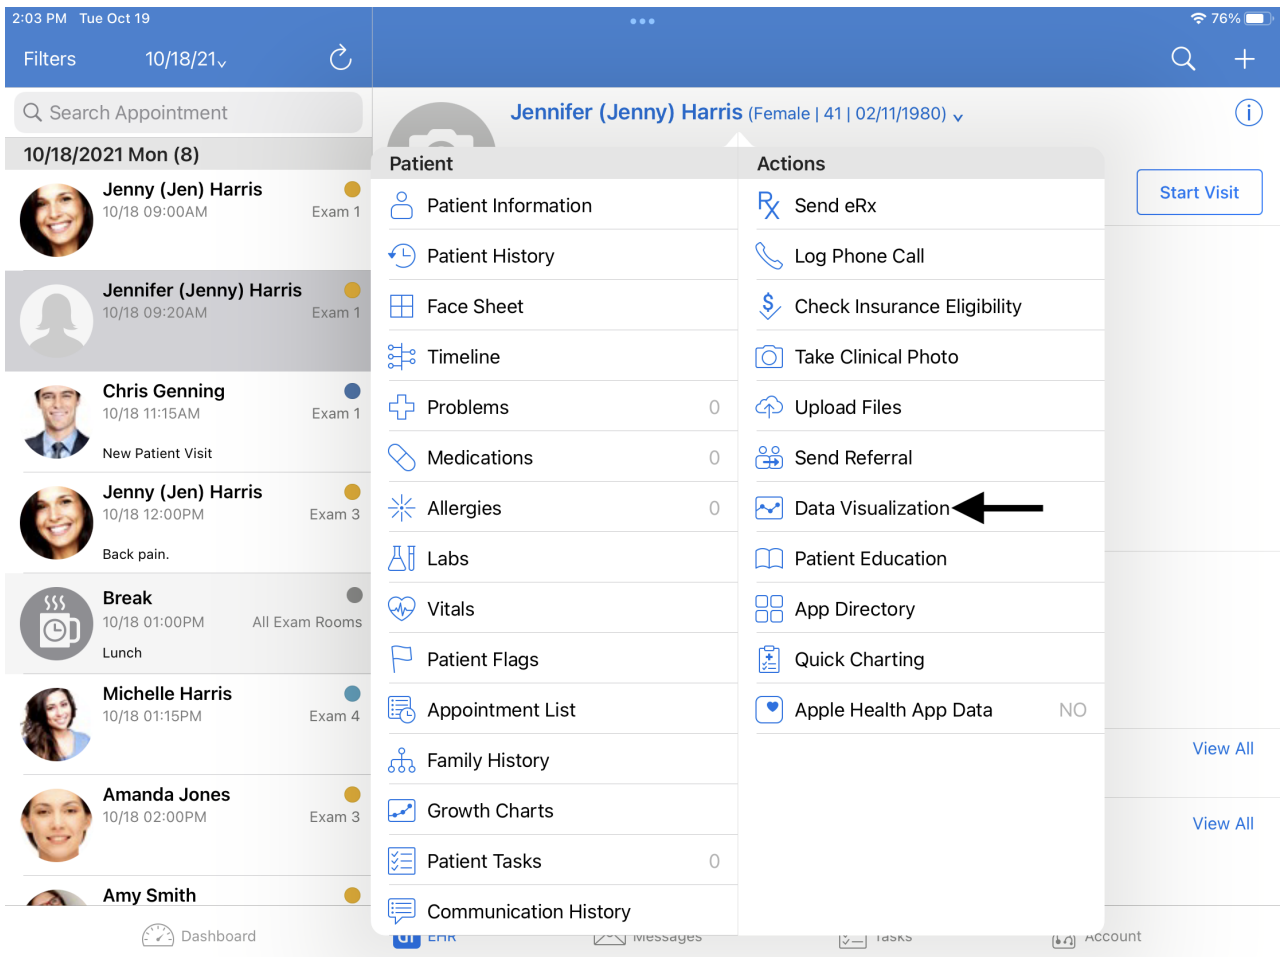 2:03 PM Tue Oct 19
76%
Filters 10/18/21
Search Appointment
10/18/2021 Mon (8)
Jenny (Jen) Harris
10/18 09:00AM Exam 1
Jennifer (Jenny) Harris
10/18 09:20AM Exam 1
Chris Genning
10/18 11:15AM Exam 1
New Patient Visit
Jenny (Jen) Harris
10/18 12:00PM Exam 3
Back pain.
Break
10/18 01:00PM All Exam Rooms
Lunch
Michelle Harris
10/18 01:15PM Exam 4
Amanda Jones
10/18 02:00PM Exam 3
Amy Smith
Jennifer (Jenny) Harris (Female | 41 | 02/11/1980)
Start Visit
Patient
Patient Information
Patient History
Face Sheet
Timeline
Problems 0
Medications 0
Allergies 0
Labs
Vitals
Patient Flags
Appointment List
Family History
Growth Charts
Patient Tasks 0
Communication History
Actions
Send eRx
Log Phone Call
Check Insurance Eligibility
Take Clinical Photo
Upload Files
Send Referral
Data Visualization
Patient Education
App Directory
Quick Charting
Apple Health App Data NO
View All
View All
Dashboard
EHR
Messages
Tasks
Account